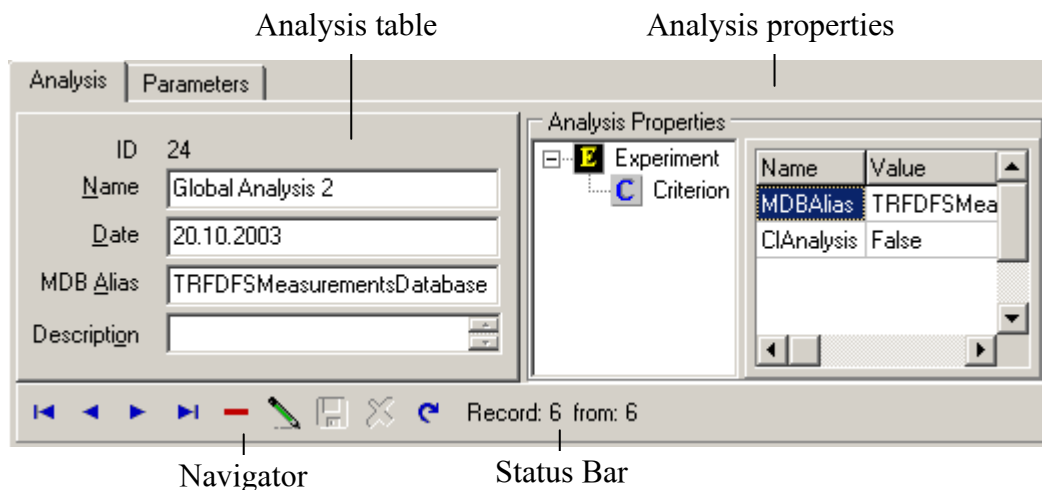 Analysis table
Analysis properties
Analysis
Parameters
ID 24
Name Global Analysis 2
Date 20.10.2003
MDB Alias TRFDFSMeasurementsDatabase
Description
Analysis Properties
E Experiment
C Criterion
Name Value
MDBAlias TRFDFSMea
CIAnalysis False
Record: 6 from: 6
Navigator
Status Bar